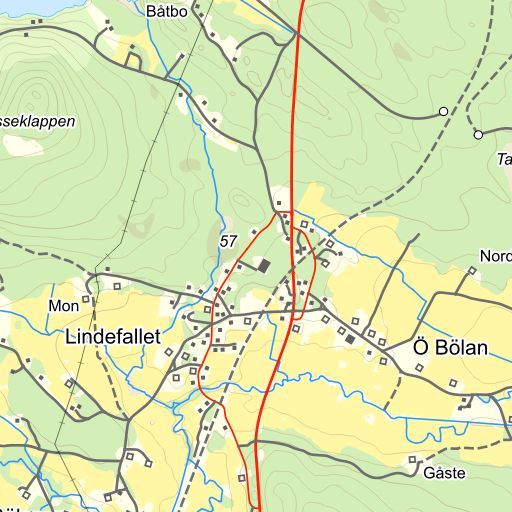 Båtbo
sseklappen
Ta
57
Nord
Mon
Lindefallet
Ö Bölan
Gåste